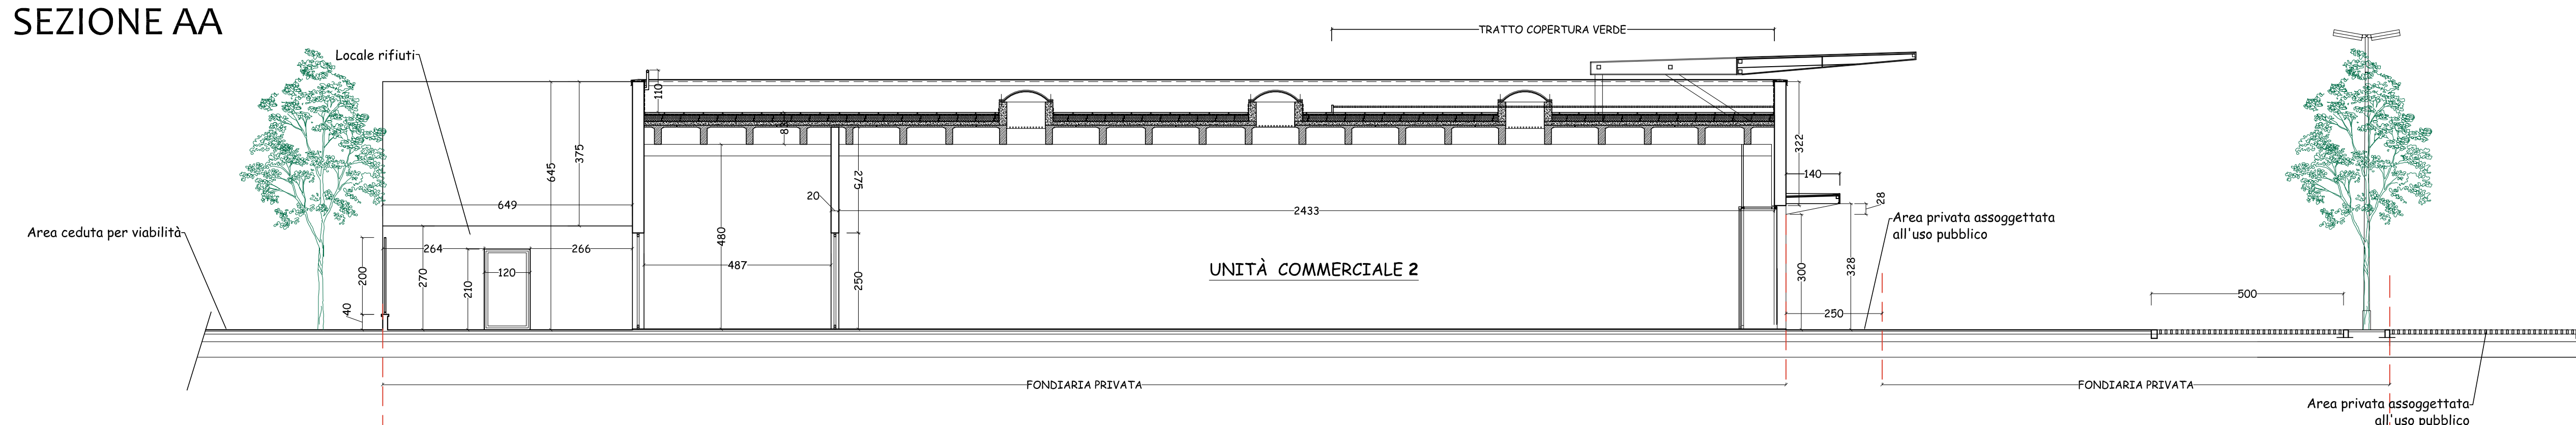 SEZIONE AA
TRATTO COPERTURA VERDE
Locale rifiuti
110
83
322
375
645
275
140
20
28
649
2433
Area privata assoggettata
all'uso pubblico
Area ceduta per viabilità
480
264
266
487
UNITÀ COMMERCIALE 2
200
270
210
120
250
300
328
500
40
250
FONDIARIA PRIVATA
FONDIARIA PRIVATA
Area privata assoggettata
all'uso pubblico